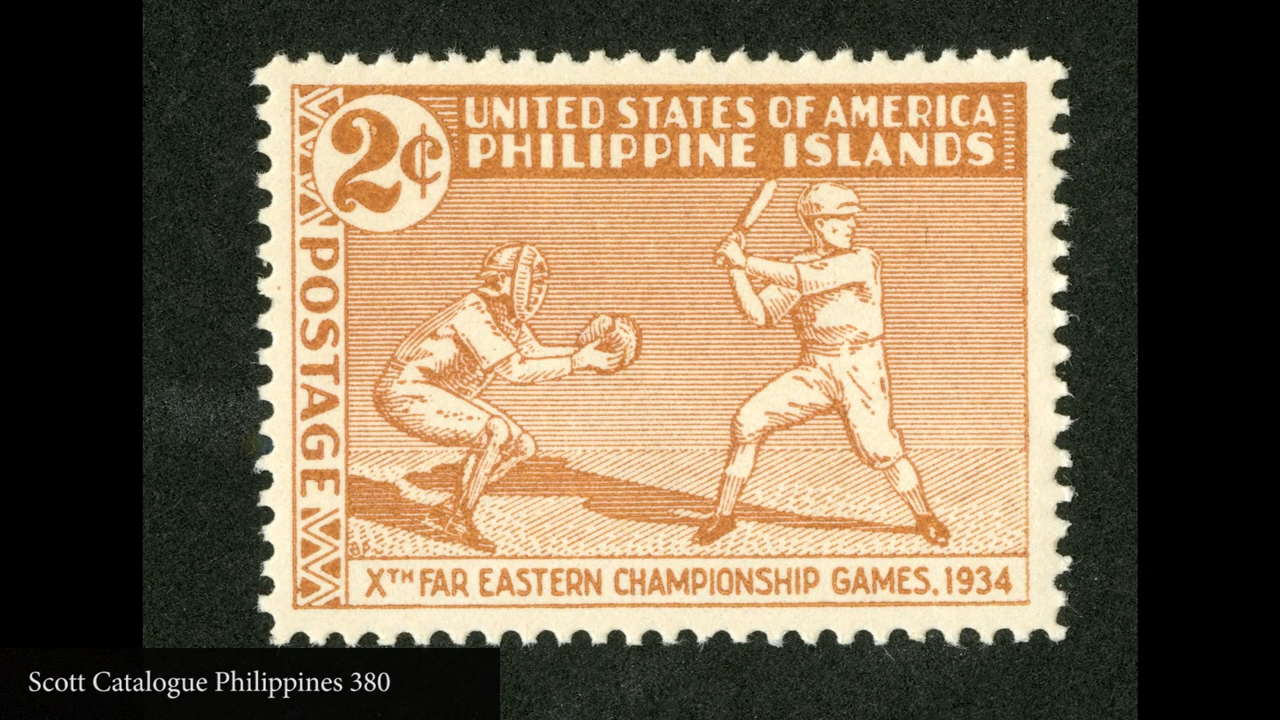 2¢
UNITED STATES OF AMERICA
PHILIPPINE ISLANDS
POSTAGE
XTH FAR EASTERN CHAMPIONSHIP GAMES. 1934
Scott Catalogue Philippines 380